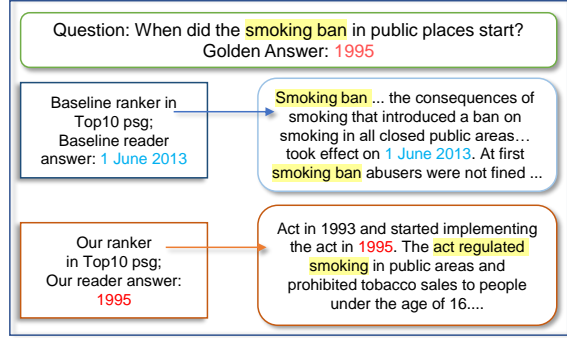 Question: When did the smoking ban in public places start?
Golden Answer: 1995
Baseline ranker in
Top10 psg;
Baseline reader
answer: 1 June 2013
Smoking ban ... the consequences of
smoking that introduced a ban on
smoking in all closed public areas…
took effect on 1 June 2013. At first
smoking ban abusers were not fined ...
Our ranker
in Top10 psg;
Our reader answer:
1995
Act in 1993 and started implementing
the act in 1995. The act regulated
smoking in public areas and
prohibited tobacco sales to people
under the age of 16....